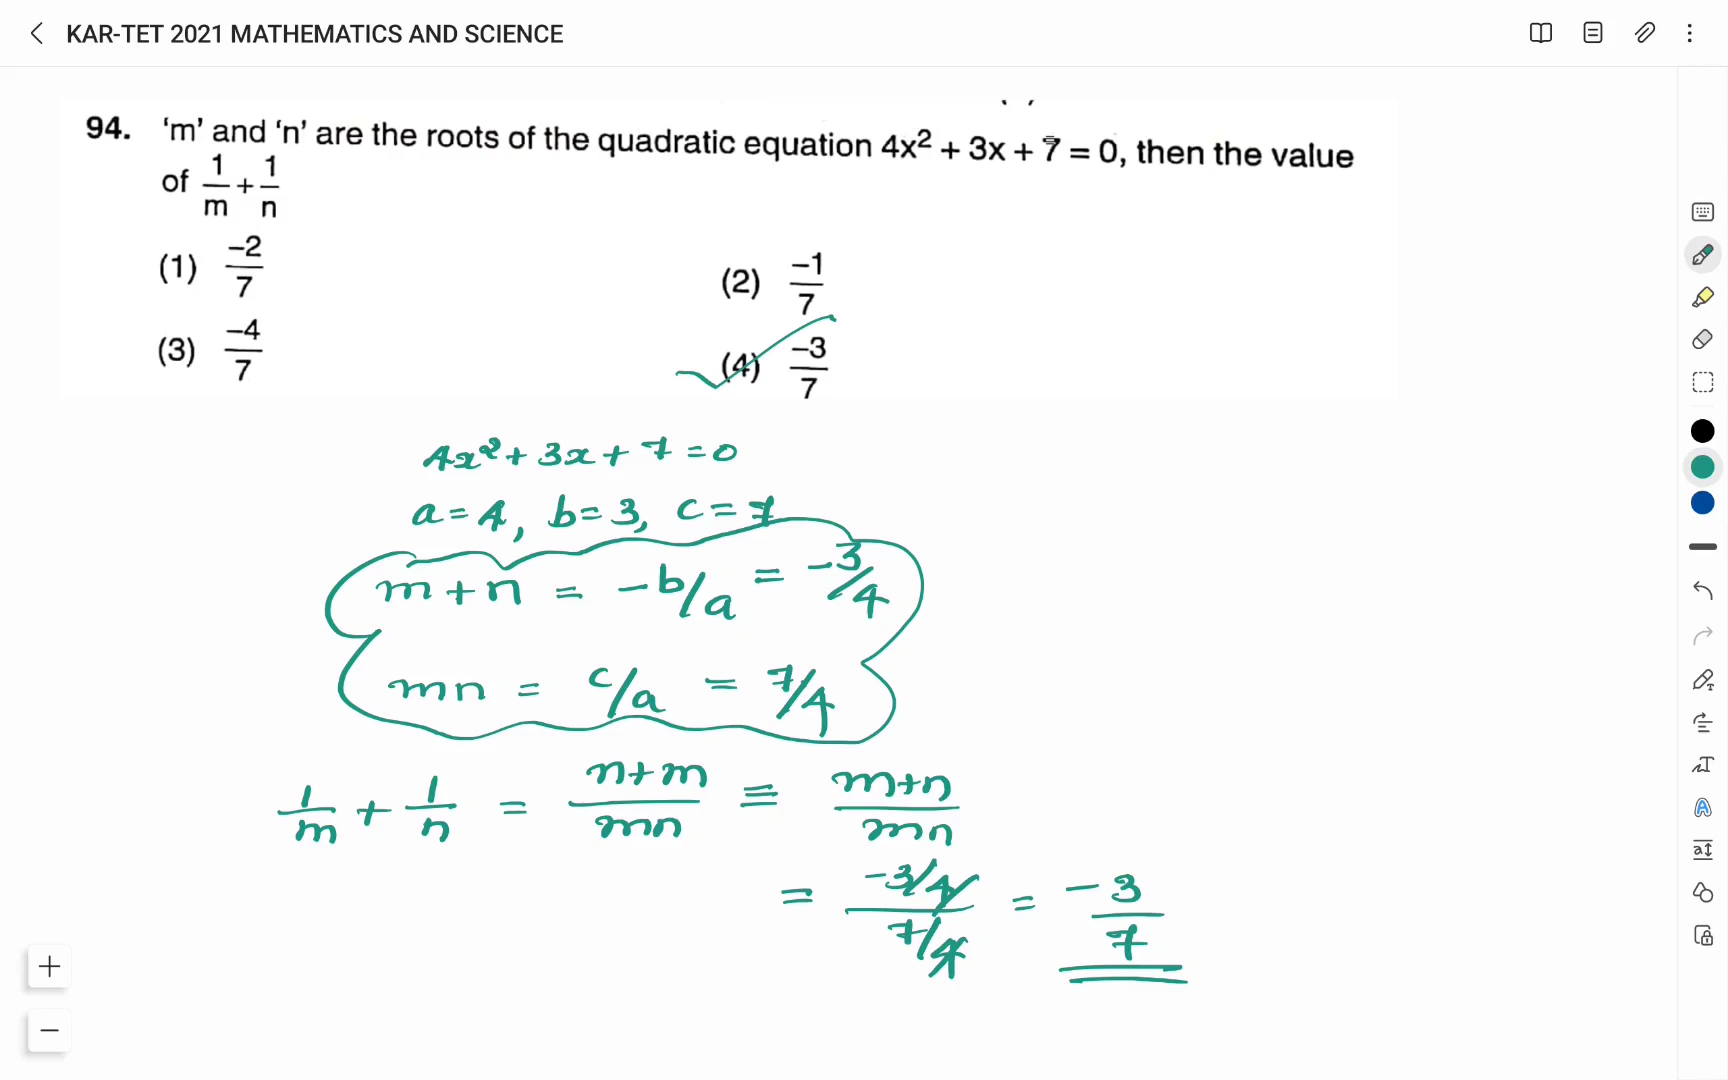 KAR-TET 2021 MATHEMATICS AND SCIENCE
94. 'm' and 'n' are the roots of the quadratic equation 4x² + 3x + 7 = 0, then the value
of 1/m + 1/n
(1) -2/7
(2) -1/7
(3) -4/7
(4) -3/7
4x² + 3x + 7 = 0
a = 4, b = 3, c = 7
m + n = -b/a = -3/4
mn = c/a = 7/4
1/m + 1/n = n+m/mn = m+n/mn
= -3/4 / 7/4 = -3/7